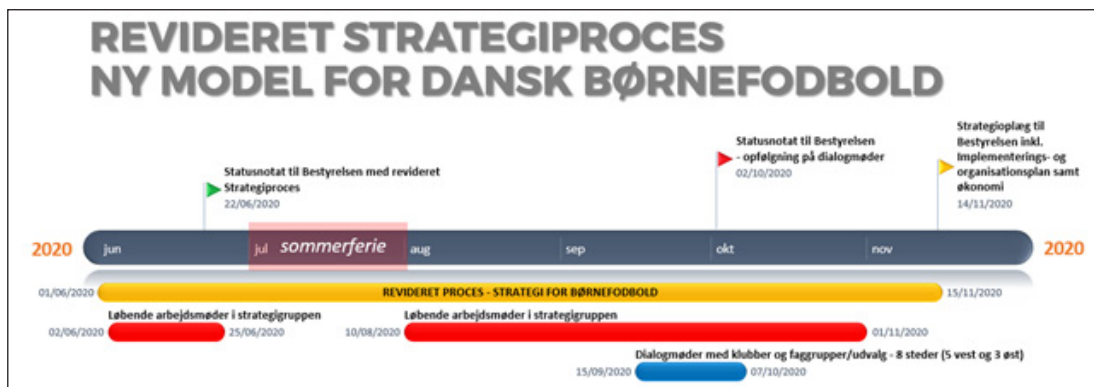 REVIDERET STRATEGIPROCES
NY MODEL FOR DANSK BØRNEFODBOLD
Statusnotat til Bestyrelsen med revideret
Strategiproces
22/06/2020
Statusnotat til Bestyrelsen
- opfølgning på dialogmøder
02/10/2020
Strategioplæg til
Bestyrelsen inkl.
Implementerings- og
organisationsplan samt
økonomi
14/11/2020
2020 jun jul sommerferie aug sep okt nov 2020
01/06/2020 REVIDERET PROCES - STRATEGI FOR BØRNEFODBOLD 15/11/2020
Løbende arbejdsmøder i strategigruppen
02/06/2020 25/06/2020
Løbende arbejdsmøder i strategigruppen
10/08/2020 01/11/2020
Dialogmøder med klubber og faggrupper/udvalg - 8 steder (5 vest og 3 øst)
15/09/2020 07/10/2020